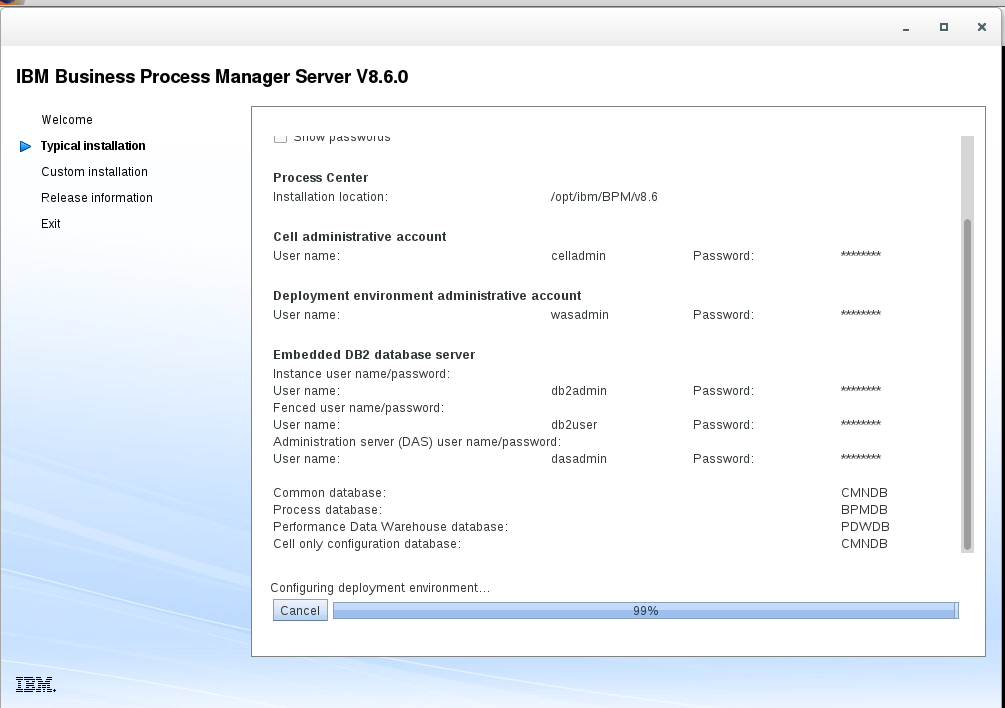 IBM Business Process Manager Server V8.6.0
Welcome
Typical installation
Custom installation
Release information
Exit
Show passwords
Process Center
Installation location: /opt/ibm/BPM/v8.6
Cell administrative account
User name: celladmin Password: ********
Deployment environment administrative account
User name: wasadmin Password: ********
Embedded DB2 database server
Instance user name/password:
User name: db2admin Password: ********
Fenced user name/password:
User name: db2user Password: ********
Administration server (DAS) user name/password:
User name: dasadmin Password: ********
Common database: CMNDB
Process database: BPMDB
Performance Data Warehouse database: PDWDB
Cell only configuration database: CMNDB
Configuring deployment environment...
Cancel 99%
IBM.